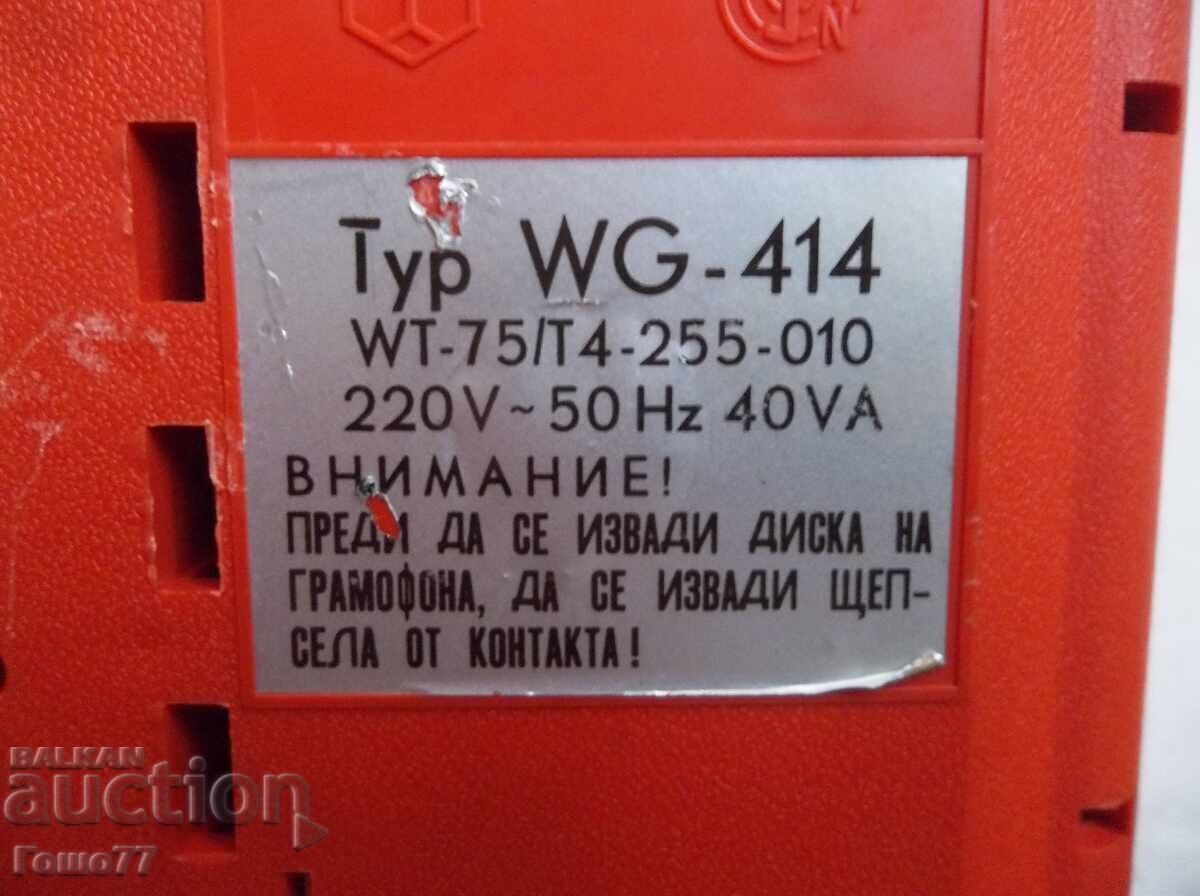 Typ WG-414
WT-75/T4-255-010
220V~50Hz 40VA
ВНИМАНИЕ!
ПРЕДИ ДА СЕ ИЗВАДИ ДИСКА НА
ГРАМОФОНА, ДА СЕ ИЗВАДИ ЩЕП-
СЕЛА ОТ КОНТАКТА!
BALKAN
auction
Гошо77